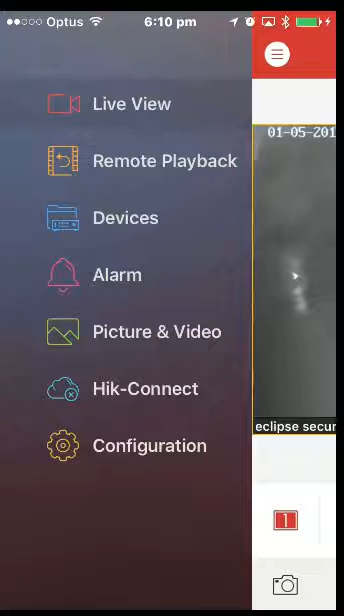 Optus 6:10 pm
Live View
01-05-201
Remote Playback
Devices
Alarm
Picture & Video
Hik-Connect
eclipse secur
Configuration
1